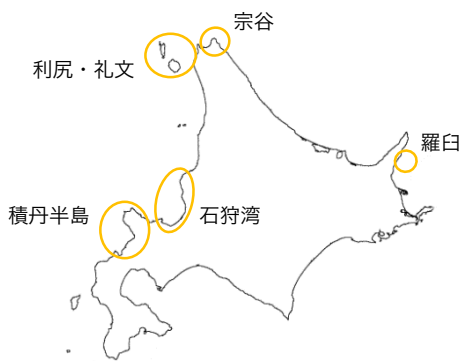 宗谷
利尻・礼文
羅臼
積丹半島
石狩湾